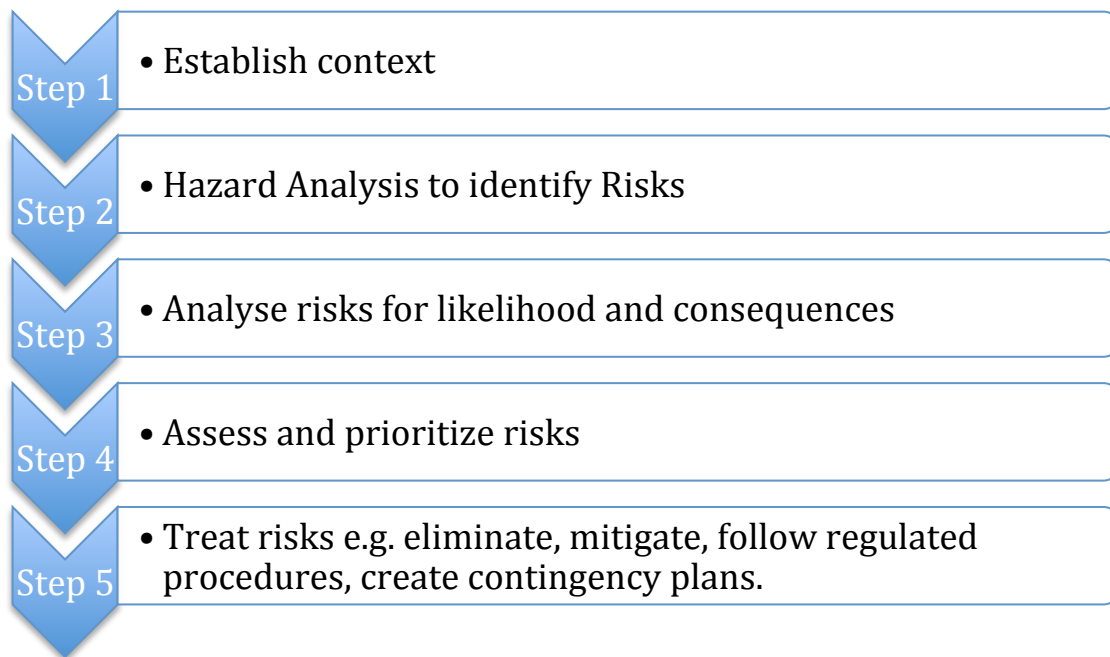 Step 1
• Establish context
Step 2
• Hazard Analysis to identify Risks
Step 3
• Analyse risks for likelihood and consequences
Step 4
• Assess and prioritize risks
Step 5
• Treat risks e.g. eliminate, mitigate, follow regulated
procedures, create contingency plans.